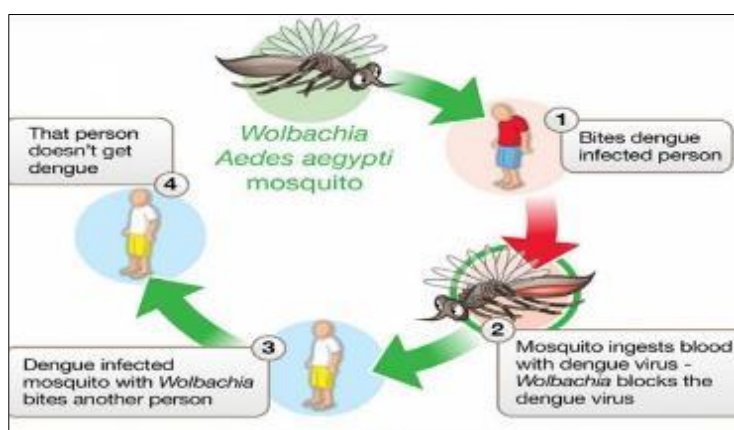 Wolbachia
Aedes aegypti
mosquito
1
Bites dengue
infected person
2
Mosquito ingests blood
with dengue virus -
Wolbachia blocks the
dengue virus
3
Dengue infected
mosquito with Wolbachia
bites another person
4
That person
doesn't get
dengue